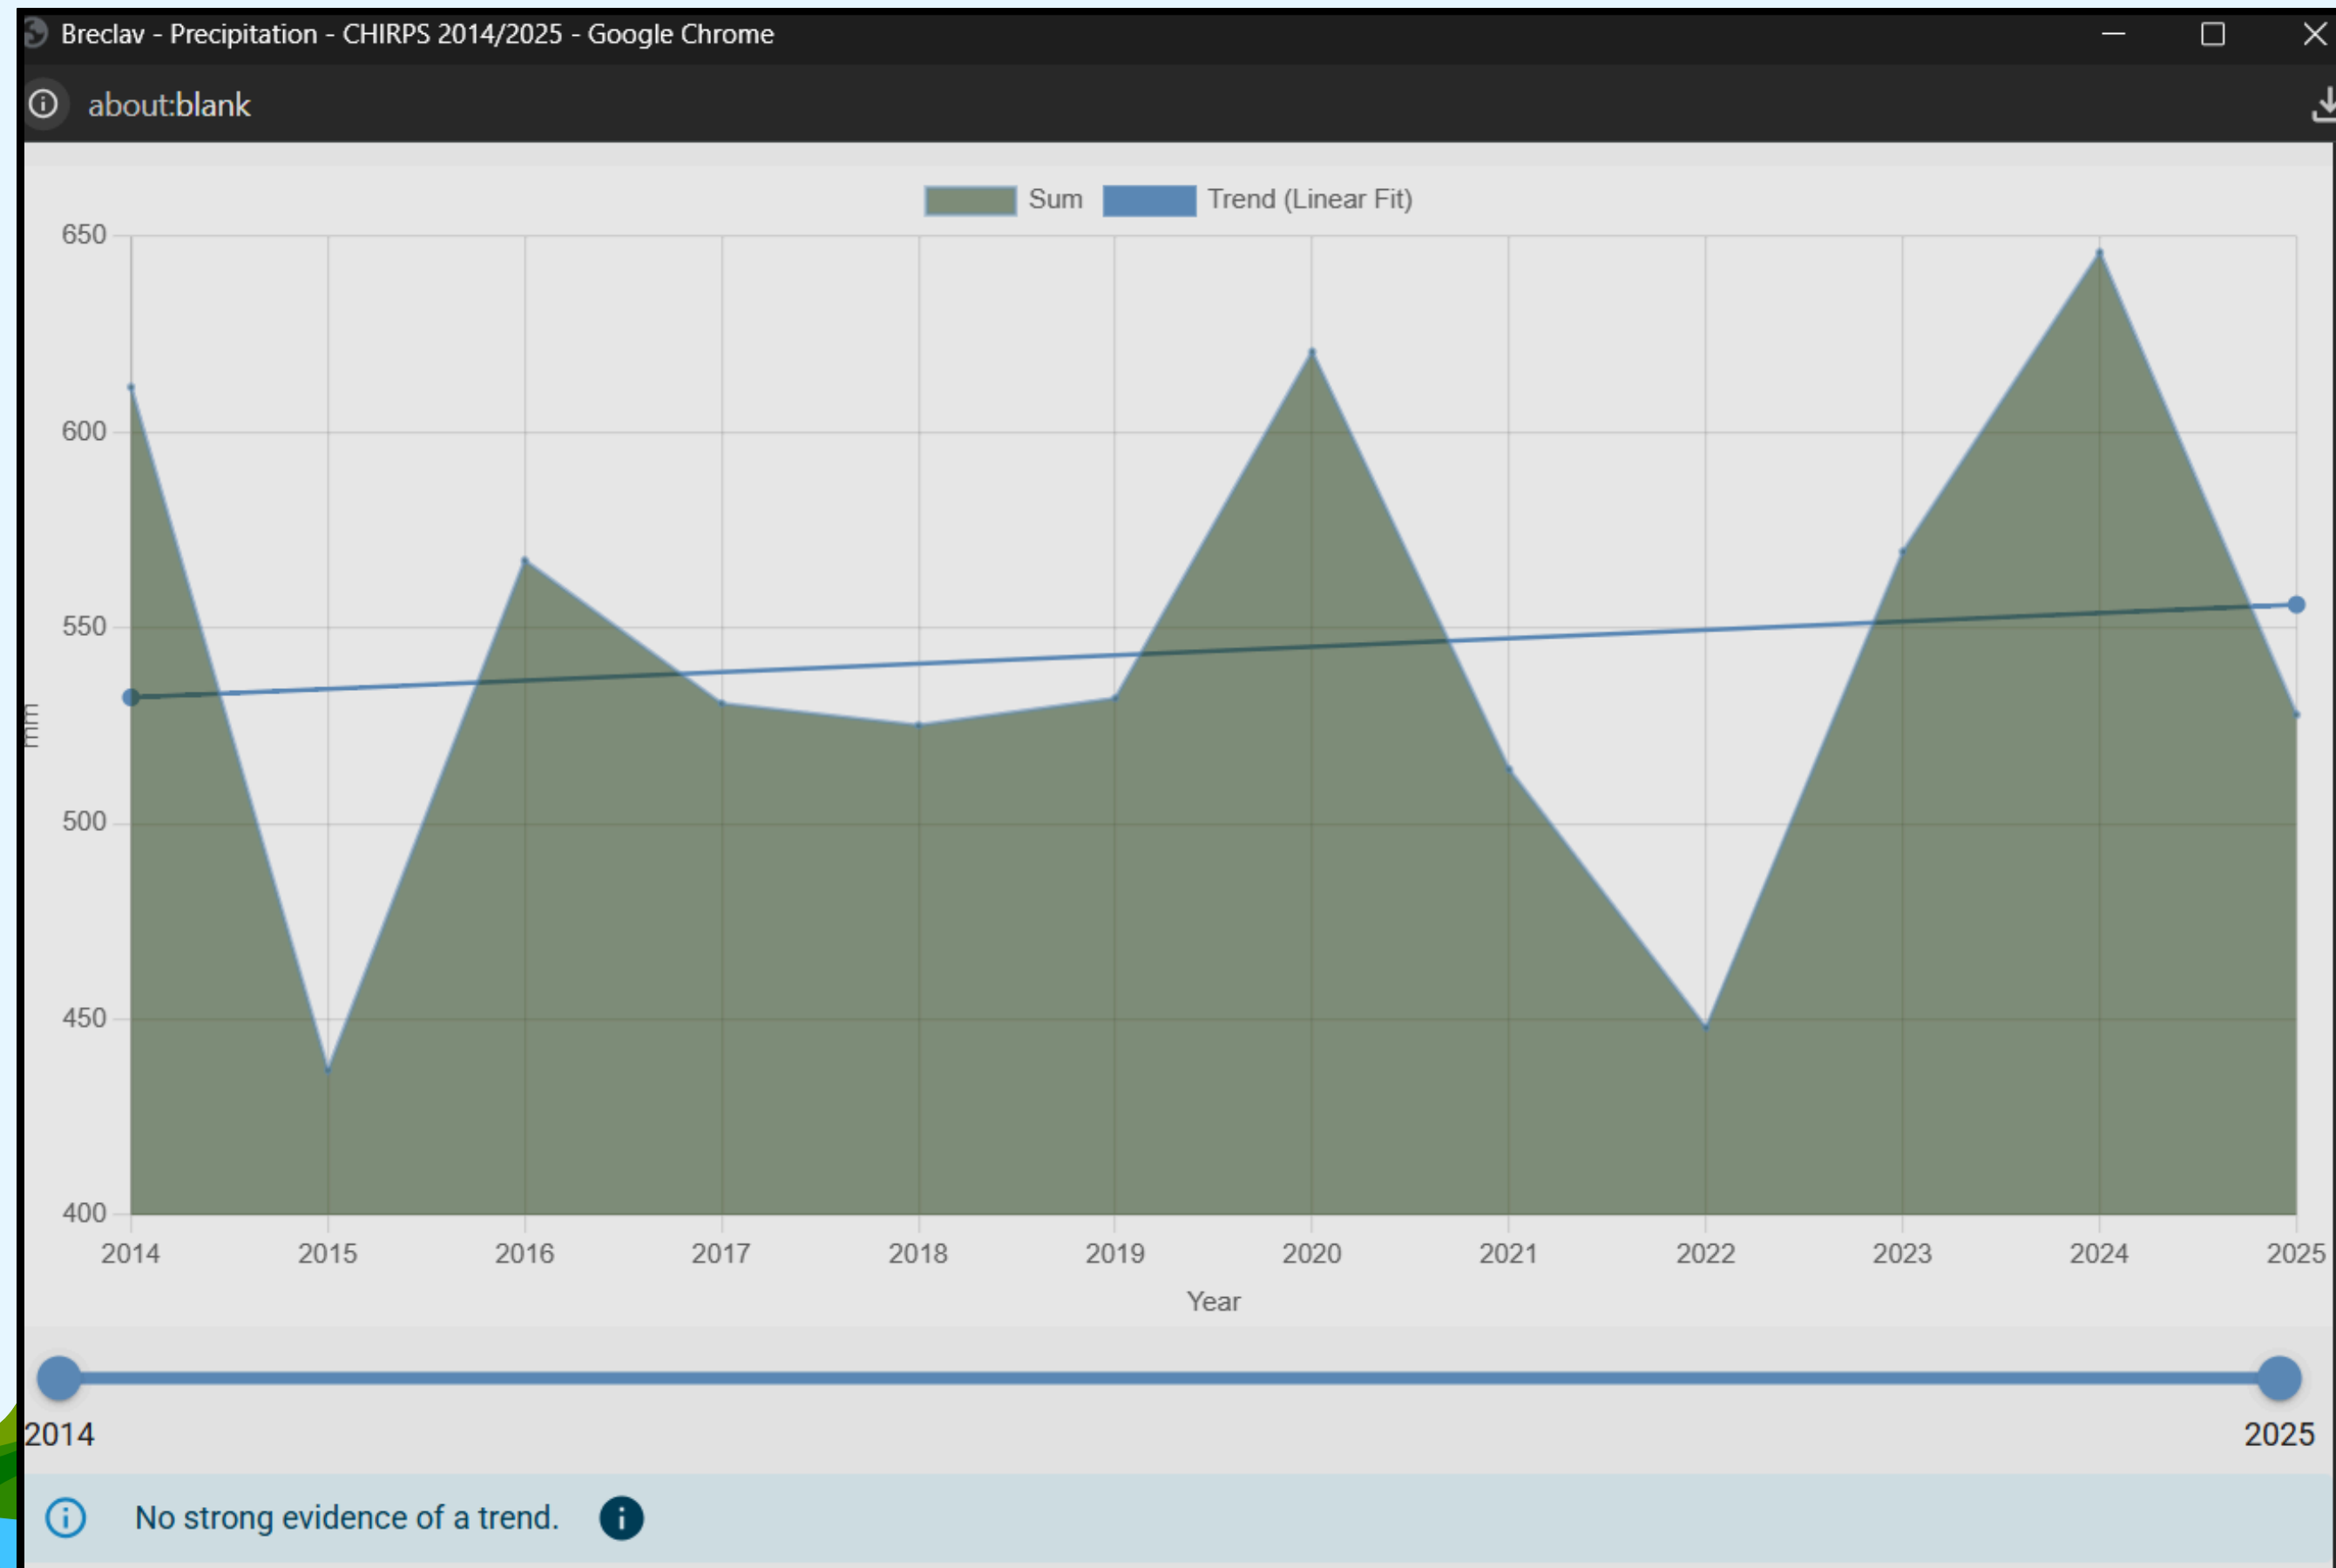 Breclav - Precipitation - CHIRPS 2014/2025 - Google Chrome
about:blank
Sum Trend (Linear Fit)
650
600
550
mm
500
450
400
2014 2015 2016 2017 2018 2019 2020 2021 2022 2023 2024 2025
Year
2014 2025
No strong evidence of a trend.